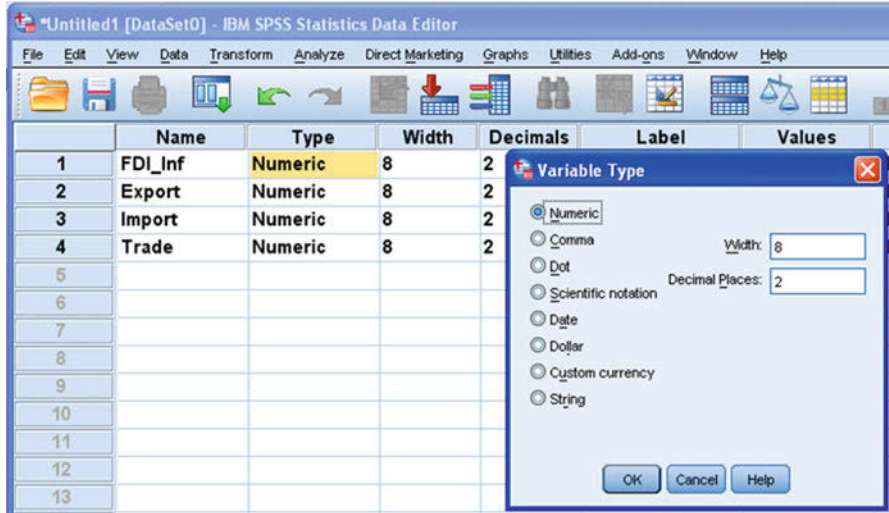 *Untitled1 [DataSet0] - IBM SPSS Statistics Data Editor
File Edit View Data Transform Analyze Direct Marketing Graphs Utilities Add-ons Window Help
Name Type Width Decimals Label Values
1 FDI_Inf Numeric 8 2
2 Export Numeric 8 2
3 Import Numeric 8 2
4 Trade Numeric 8 2
5
6
7
8
9
10
11
12
13
Variable Type
Numeric
Comma
Dot
Scientific notation
Date
Dollar
Custom currency
String
Width: 8
Decimal Places: 2
OK Cancel Help